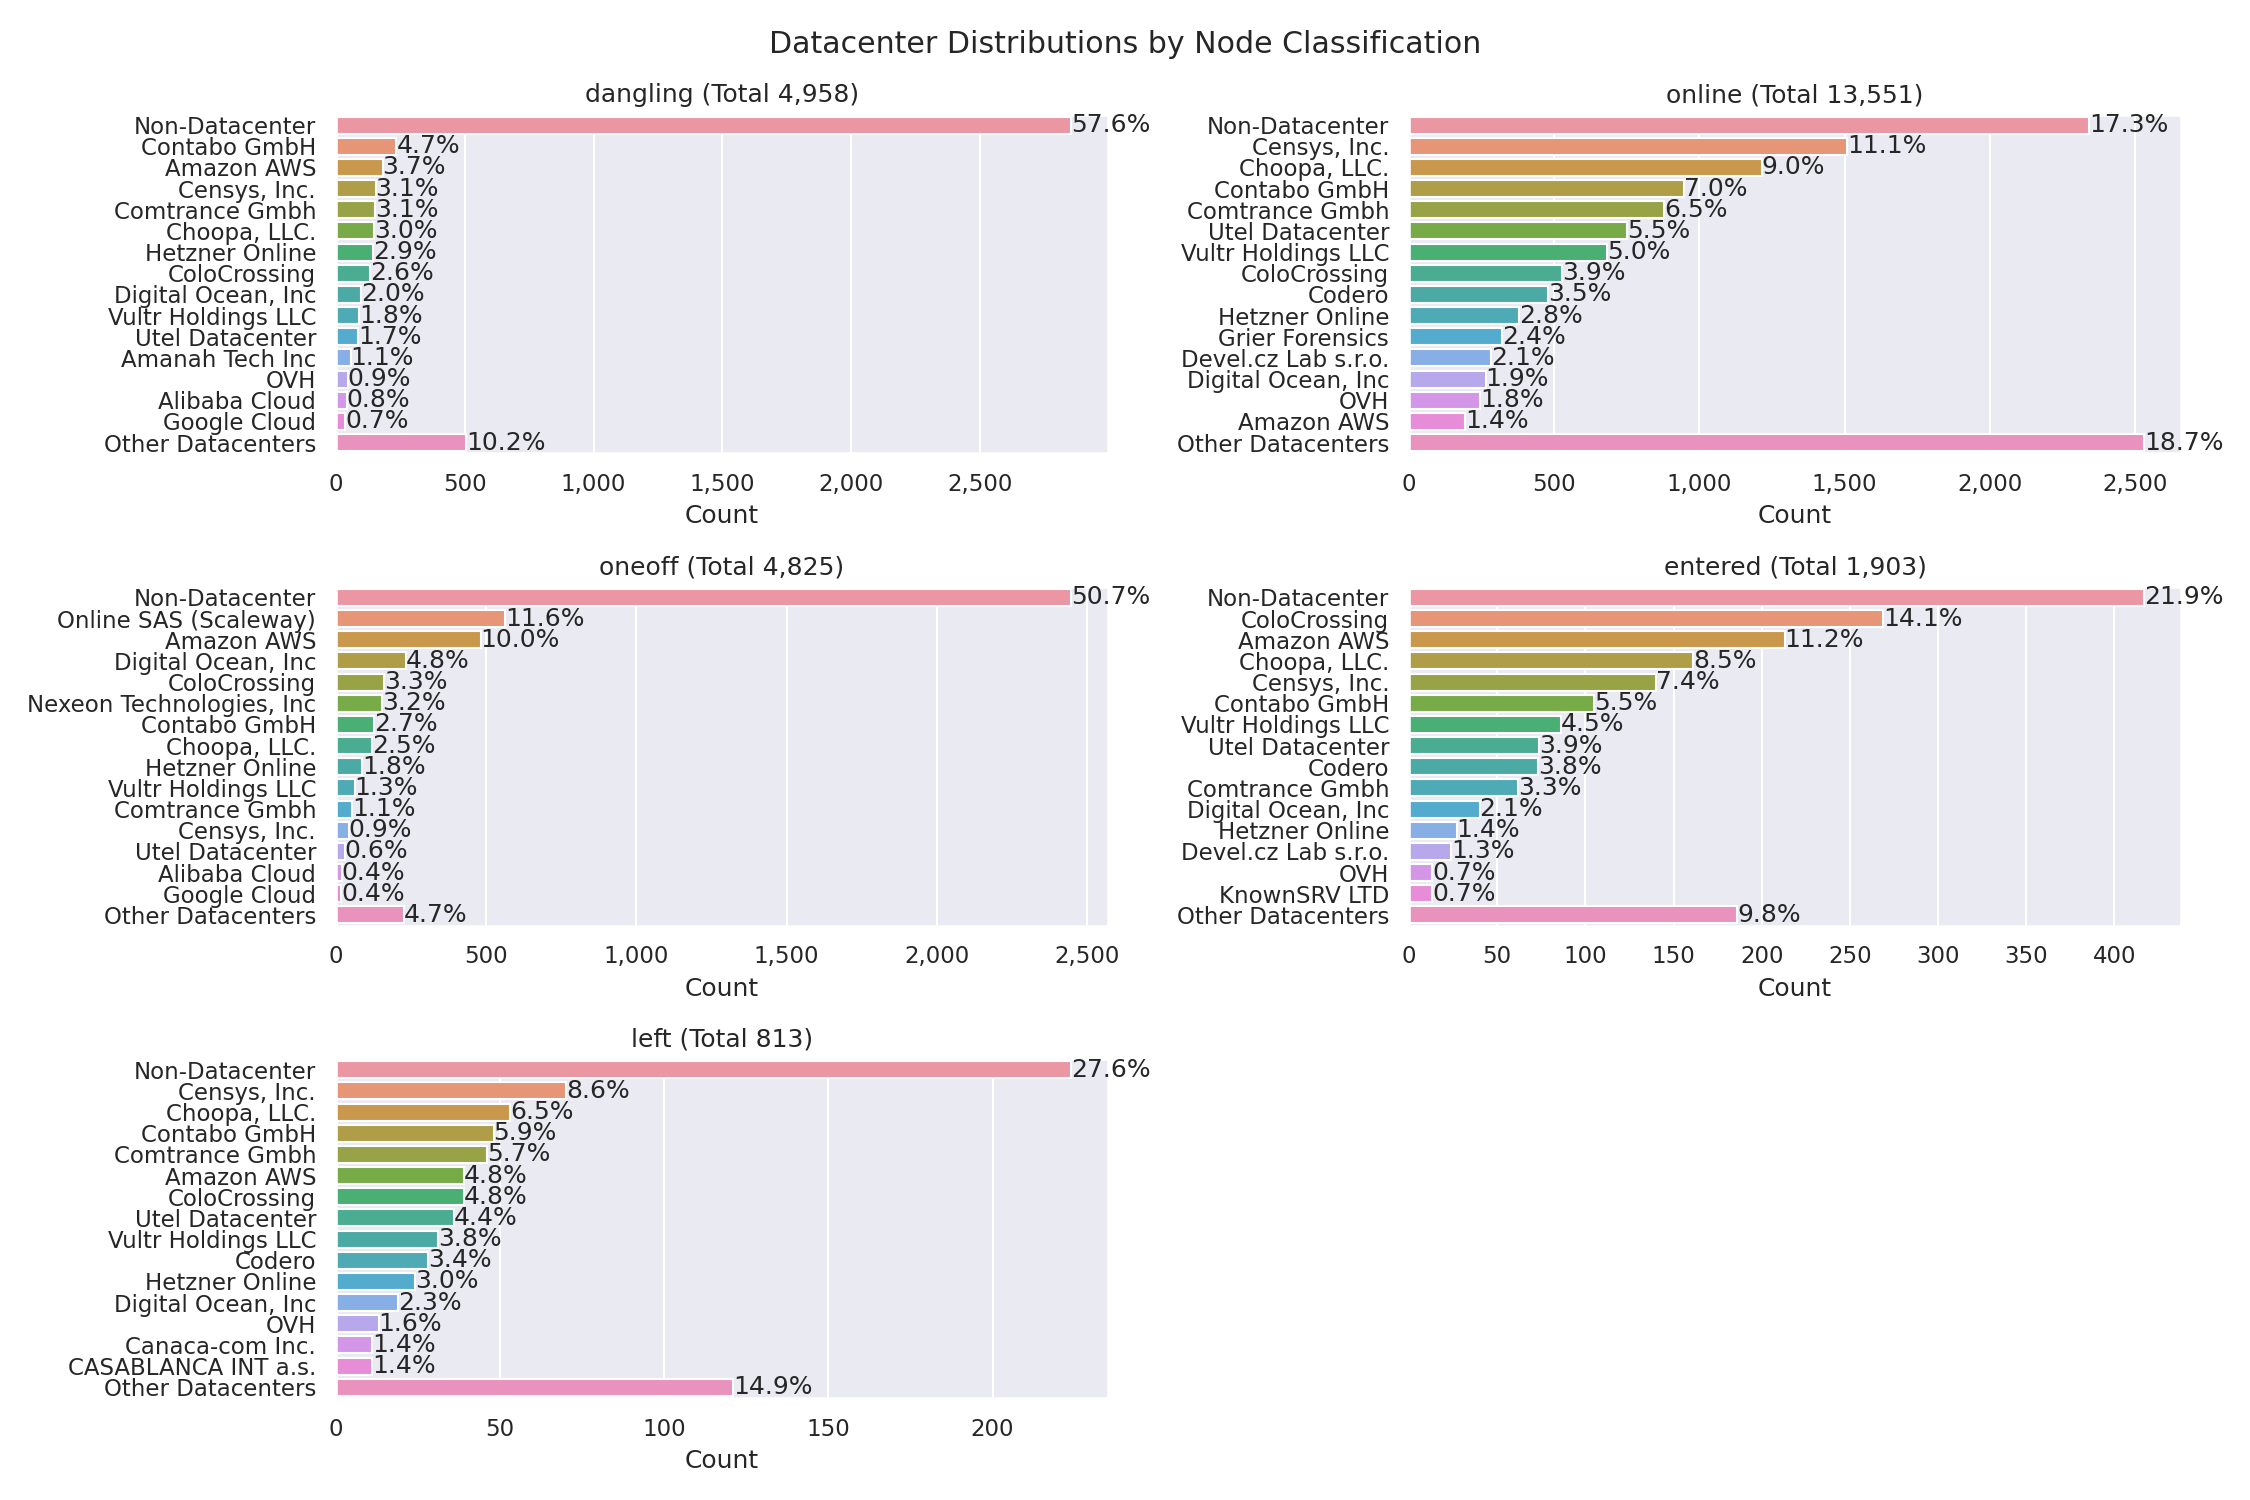 Datacenter Distributions by Node Classification
dangling (Total 4,958)
Non-Datacenter 57.6%
Contabo GmbH 4.7%
Amazon AWS 3.7%
Censys, Inc. 3.1%
Comtrance Gmbh 3.1%
Choopa, LLC. 3.0%
Hetzner Online 2.9%
ColoCrossing 2.6%
Digital Ocean, Inc 2.0%
Vultr Holdings LLC 1.8%
Utel Datacenter 1.7%
Amanah Tech Inc 1.1%
OVH 0.9%
Alibaba Cloud 0.8%
Google Cloud 0.7%
Other Datacenters 10.2%
0 500 1,000 1,500 2,000 2,500
Count
online (Total 13,551)
Non-Datacenter 17.3%
Censys, Inc. 11.1%
Choopa, LLC. 9.0%
Contabo GmbH 7.0%
Comtrance Gmbh 6.5%
Utel Datacenter 5.5%
Vultr Holdings LLC 5.0%
ColoCrossing 3.9%
Codero 3.5%
Hetzner Online 2.8%
Grier Forensics 2.4%
Devel.cz Lab s.r.o. 2.1%
Digital Ocean, Inc 1.9%
OVH 1.8%
Amazon AWS 1.4%
Other Datacenters 18.7%
0 500 1,000 1,500 2,000 2,500
Count
oneoff (Total 4,825)
Non-Datacenter 50.7%
Online SAS (Scaleway) 11.6%
Amazon AWS 10.0%
Digital Ocean, Inc 4.8%
ColoCrossing 3.3%
Nexeon Technologies, Inc 3.2%
Contabo GmbH 2.7%
Choopa, LLC. 2.5%
Hetzner Online 1.8%
Vultr Holdings LLC 1.3%
Comtrance Gmbh 1.1%
Censys, Inc. 0.9%
Utel Datacenter 0.6%
Alibaba Cloud 0.4%
Google Cloud 0.4%
Other Datacenters 4.7%
0 500 1,000 1,500 2,000 2,500
Count
entered (Total 1,903)
Non-Datacenter 21.9%
ColoCrossing 14.1%
Amazon AWS 11.2%
Choopa, LLC. 8.5%
Censys, Inc. 7.4%
Contabo GmbH 5.5%
Vultr Holdings LLC 4.5%
Utel Datacenter 3.9%
Codero 3.8%
Comtrance Gmbh 3.3%
Digital Ocean, Inc 2.1%
Hetzner Online 1.4%
Devel.cz Lab s.r.o. 1.3%
OVH 0.7%
KnownSRV LTD 0.7%
Other Datacenters 9.8%
0 50 100 150 200 250 300 350 400
Count
left (Total 813)
Non-Datacenter 27.6%
Censys, Inc. 8.6%
Choopa, LLC. 6.5%
Contabo GmbH 5.9%
Comtrance Gmbh 5.7%
Amazon AWS 4.8%
ColoCrossing 4.8%
Utel Datacenter 4.4%
Vultr Holdings LLC 3.8%
Codero 3.4%
Hetzner Online 3.0%
Digital Ocean, Inc 2.3%
OVH 1.6%
Canaca-com Inc. 1.4%
CASABLANCA INT a.s. 1.4%
Other Datacenters 14.9%
0 50 100 150 200
Count